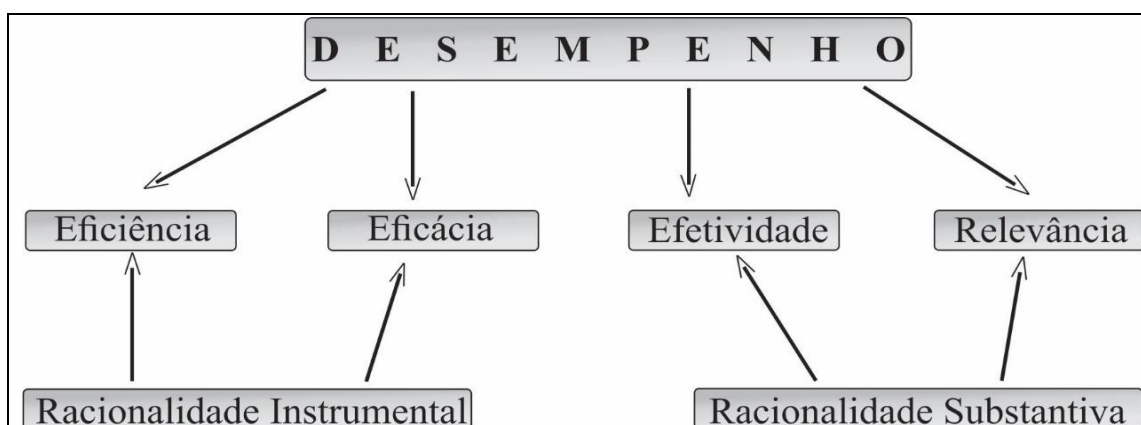 D E S E M P E N H O
Eficiência Eficácia Efetividade Relevância
Racionalidade Instrumental Racionalidade Substantiva